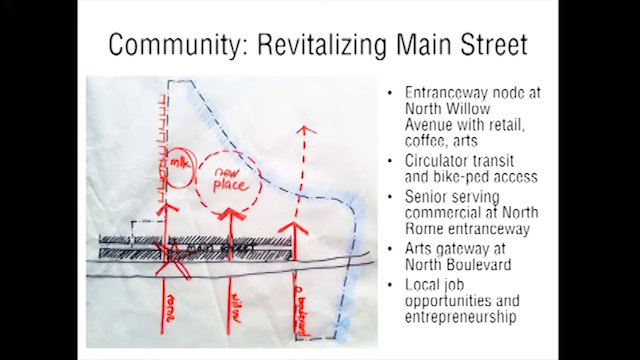 Community: Revitalizing Main Street
mlk
new
place
main street
rome
willow
n boulevard
• Entranceway node at
North Willow
Avenue with retail,
coffee, arts
• Circulator transit
and bike-ped access
• Senior serving
commercial at North
Rome entranceway
• Arts gateway at
North Boulevard
• Local job
opportunities and
entrepreneurship